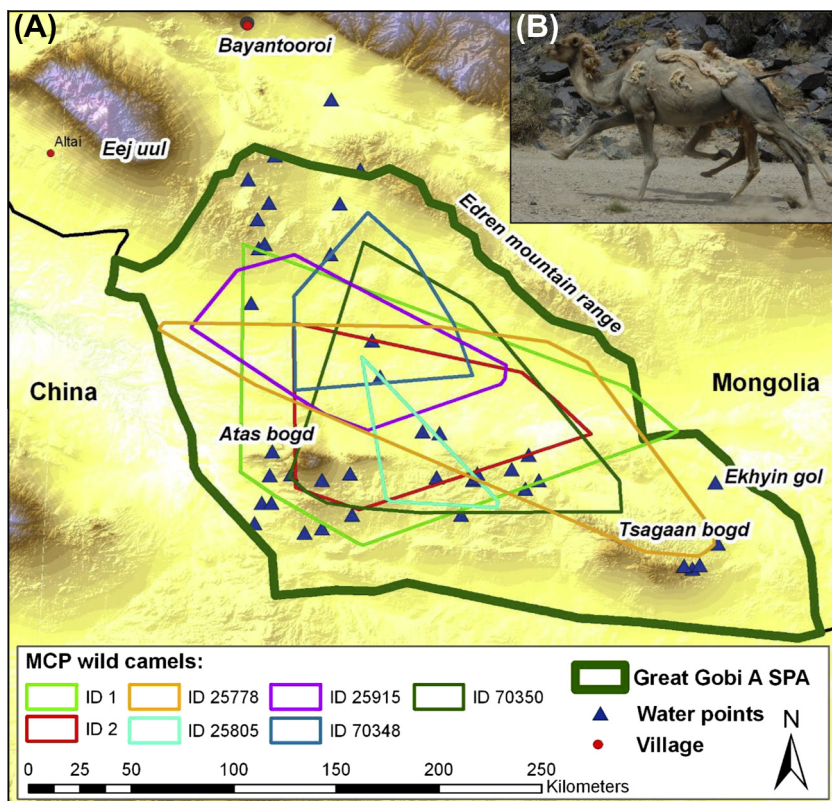 (A)
(B)
Bayantooroi
Altai
Eej uul
Edren mountain range
China
Mongolia
Atas bogd
Ekhyin gol
Tsagaan bogd
MCP wild camels:
ID 1
ID 25778
ID 25915
ID 70350
ID 2
ID 25805
ID 70348
Great Gobi A SPA
Water points
Village
N
0 25 50 100 150 200 250
Kilometers